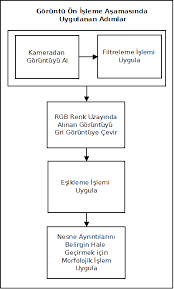 Görüntü Ön İşleme Aşamasında
Uygulanan Adımlar
Kameradan
Görüntüyü Al
Filtreleme İşlemi
Uygula
RGB Renk Uzayında
Alınan Görüntüyü
Gri Görüntüye Çevir
Eşikleme İşlemi
Uygula
Nesne Ayrıntılarını
Belirgin Hale
Geçirmek için
Morfolojik İşlem
Uygula